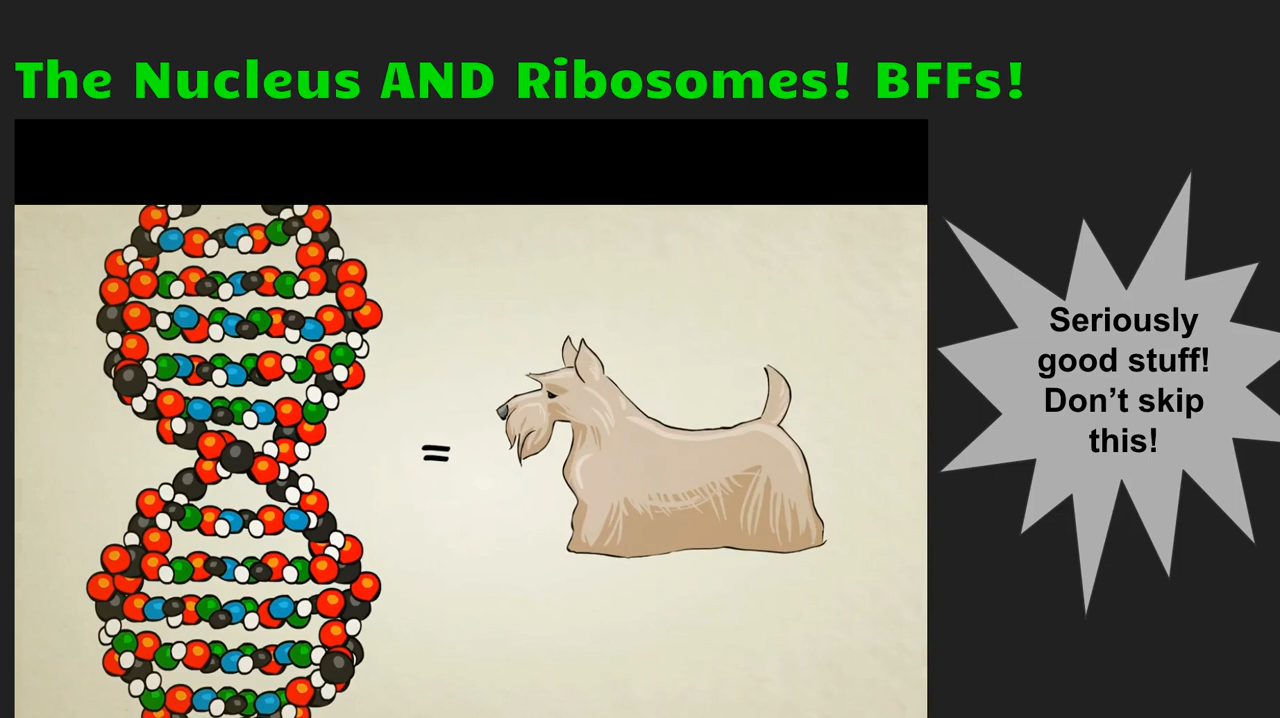 The Nucleus AND Ribosomes! BFFs!
=
Seriously
good stuff!
Don’t skip
this!